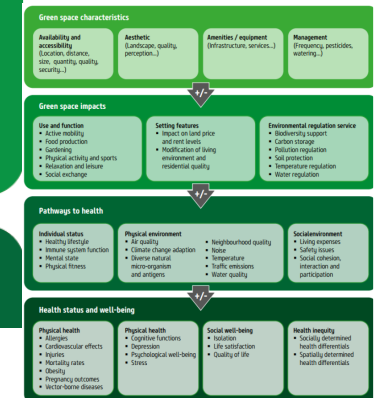 Green space characteristics
Availability and
accessibility
(Location, distance,
size, quantity, quality,
security...)
Aesthetic
(Landscape, quality,
perception...)
Amenities / equipment
(Infrastructure, services...)
Management
(Frequency, pesticides,
watering...)
+/-
Green space impacts
Use and function
▪ Active mobility
▪ Food production
▪ Gardening
▪ Physical activity and sports
▪ Relaxation and leisure
▪ Social exchange
Setting features
▪ Impact on land price
and rent levels
▪ Modification of living
environment and
residential quality
Environmental regulation service
▪ Biodiversity support
▪ Carbon storage
▪ Pollution regulation
▪ Soil protection
▪ Temperature regulation
▪ Water regulation
+/-
Pathways to health
Individual status
▪ Healthy lifestyle
▪ Immune system function
▪ Mental state
▪ Physical fitness
Physical environment
▪ Air quality
▪ Climate change adaption
▪ Diverse natural
micro-organism
and antigens
▪ Neighbourhood quality
▪ Noise
▪ Temperature
▪ Traffic emissions
▪ Water quality
Socialenvironment
▪ Living expenses
▪ Safety issues
▪ Social cohesion,
interaction and
participation
+/-
Health status and well-being
Physical health
▪ Allergies
▪ Cardiovascular effects
▪ Injuries
▪ Mortality rates
▪ Obesity
▪ Pregnancy outcomes
▪ Vector-borne diseases
Physical health
▪ Cognitive functions
▪ Depression
▪ Psychological well-being
▪ Stress
Social well-being
▪ Isolation
▪ Life satisfaction
▪ Quality of life
Health inequity
▪ Socially determined
health differentials
▪ Spatially determined
health differentials